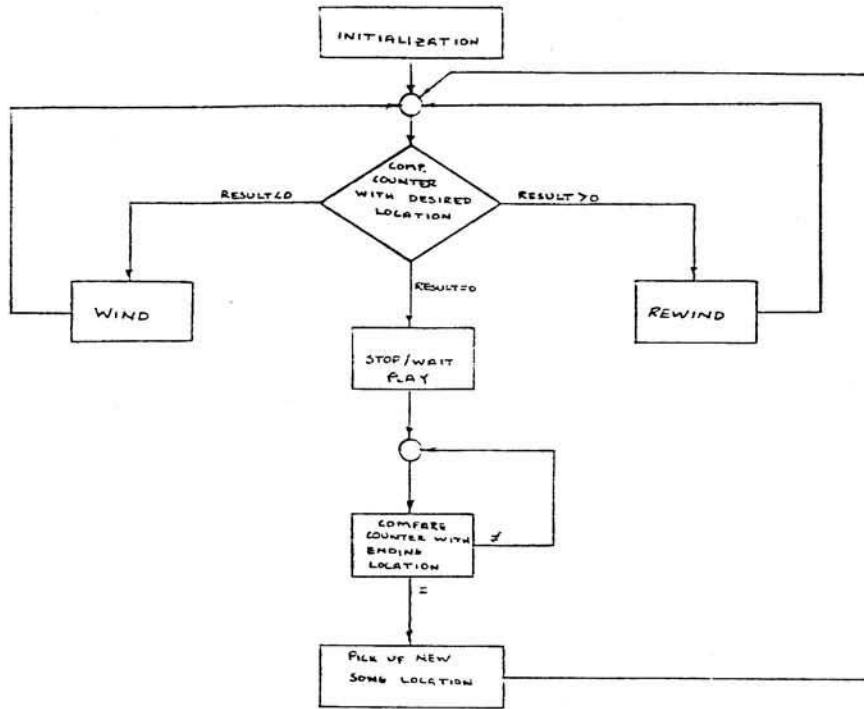 INITIALIZATION
COMP.
COUNTER
WITH DESIRED
LOCATION
RESULT<0
RESULT>0
RESULT=0
WIND
REWIND
STOP/WAIT
PLAY
COMPARE
COUNTER WITH
ENDING
LOCATION
≠
=
PICK UP NEW
SONG LOCATION